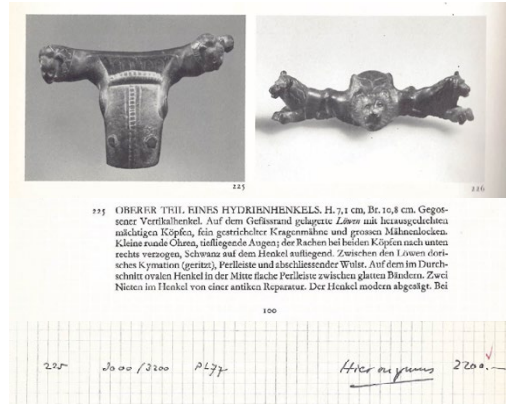 225
226
225 OBERER TEIL EINES HYDRIENHENKELS. H. 7,1 cm, Br. 10,8 cm. Gegos-
sener Vertikalhenkel. Auf dem Gefässrand gelagerte Löwen mit herausgedrehten
mächtigen Köpfen, fein gestrichelter Kragenmähne und grossen Mähnenlocken.
Kleine runde Ohren, tiefliegende Augen; der Rachen bei beiden Köpfen nach unten
rechts verzogen, Schwanz auf dem Henkel aufliegend. Zwischen den Löwen dori-
sches Kymation (geritzt), Perlleiste und abschliessender Wulst. Auf dem im Durch-
schnitt ovalen Henkel in der Mitte flache Perlleiste zwischen glatten Bändern. Zwei
Nieten im Henkel von einer antiken Reparatur. Der Henkel modern abgesägt. Bei
100
225 3000/3200 PL77 Hieronymus 2200.—